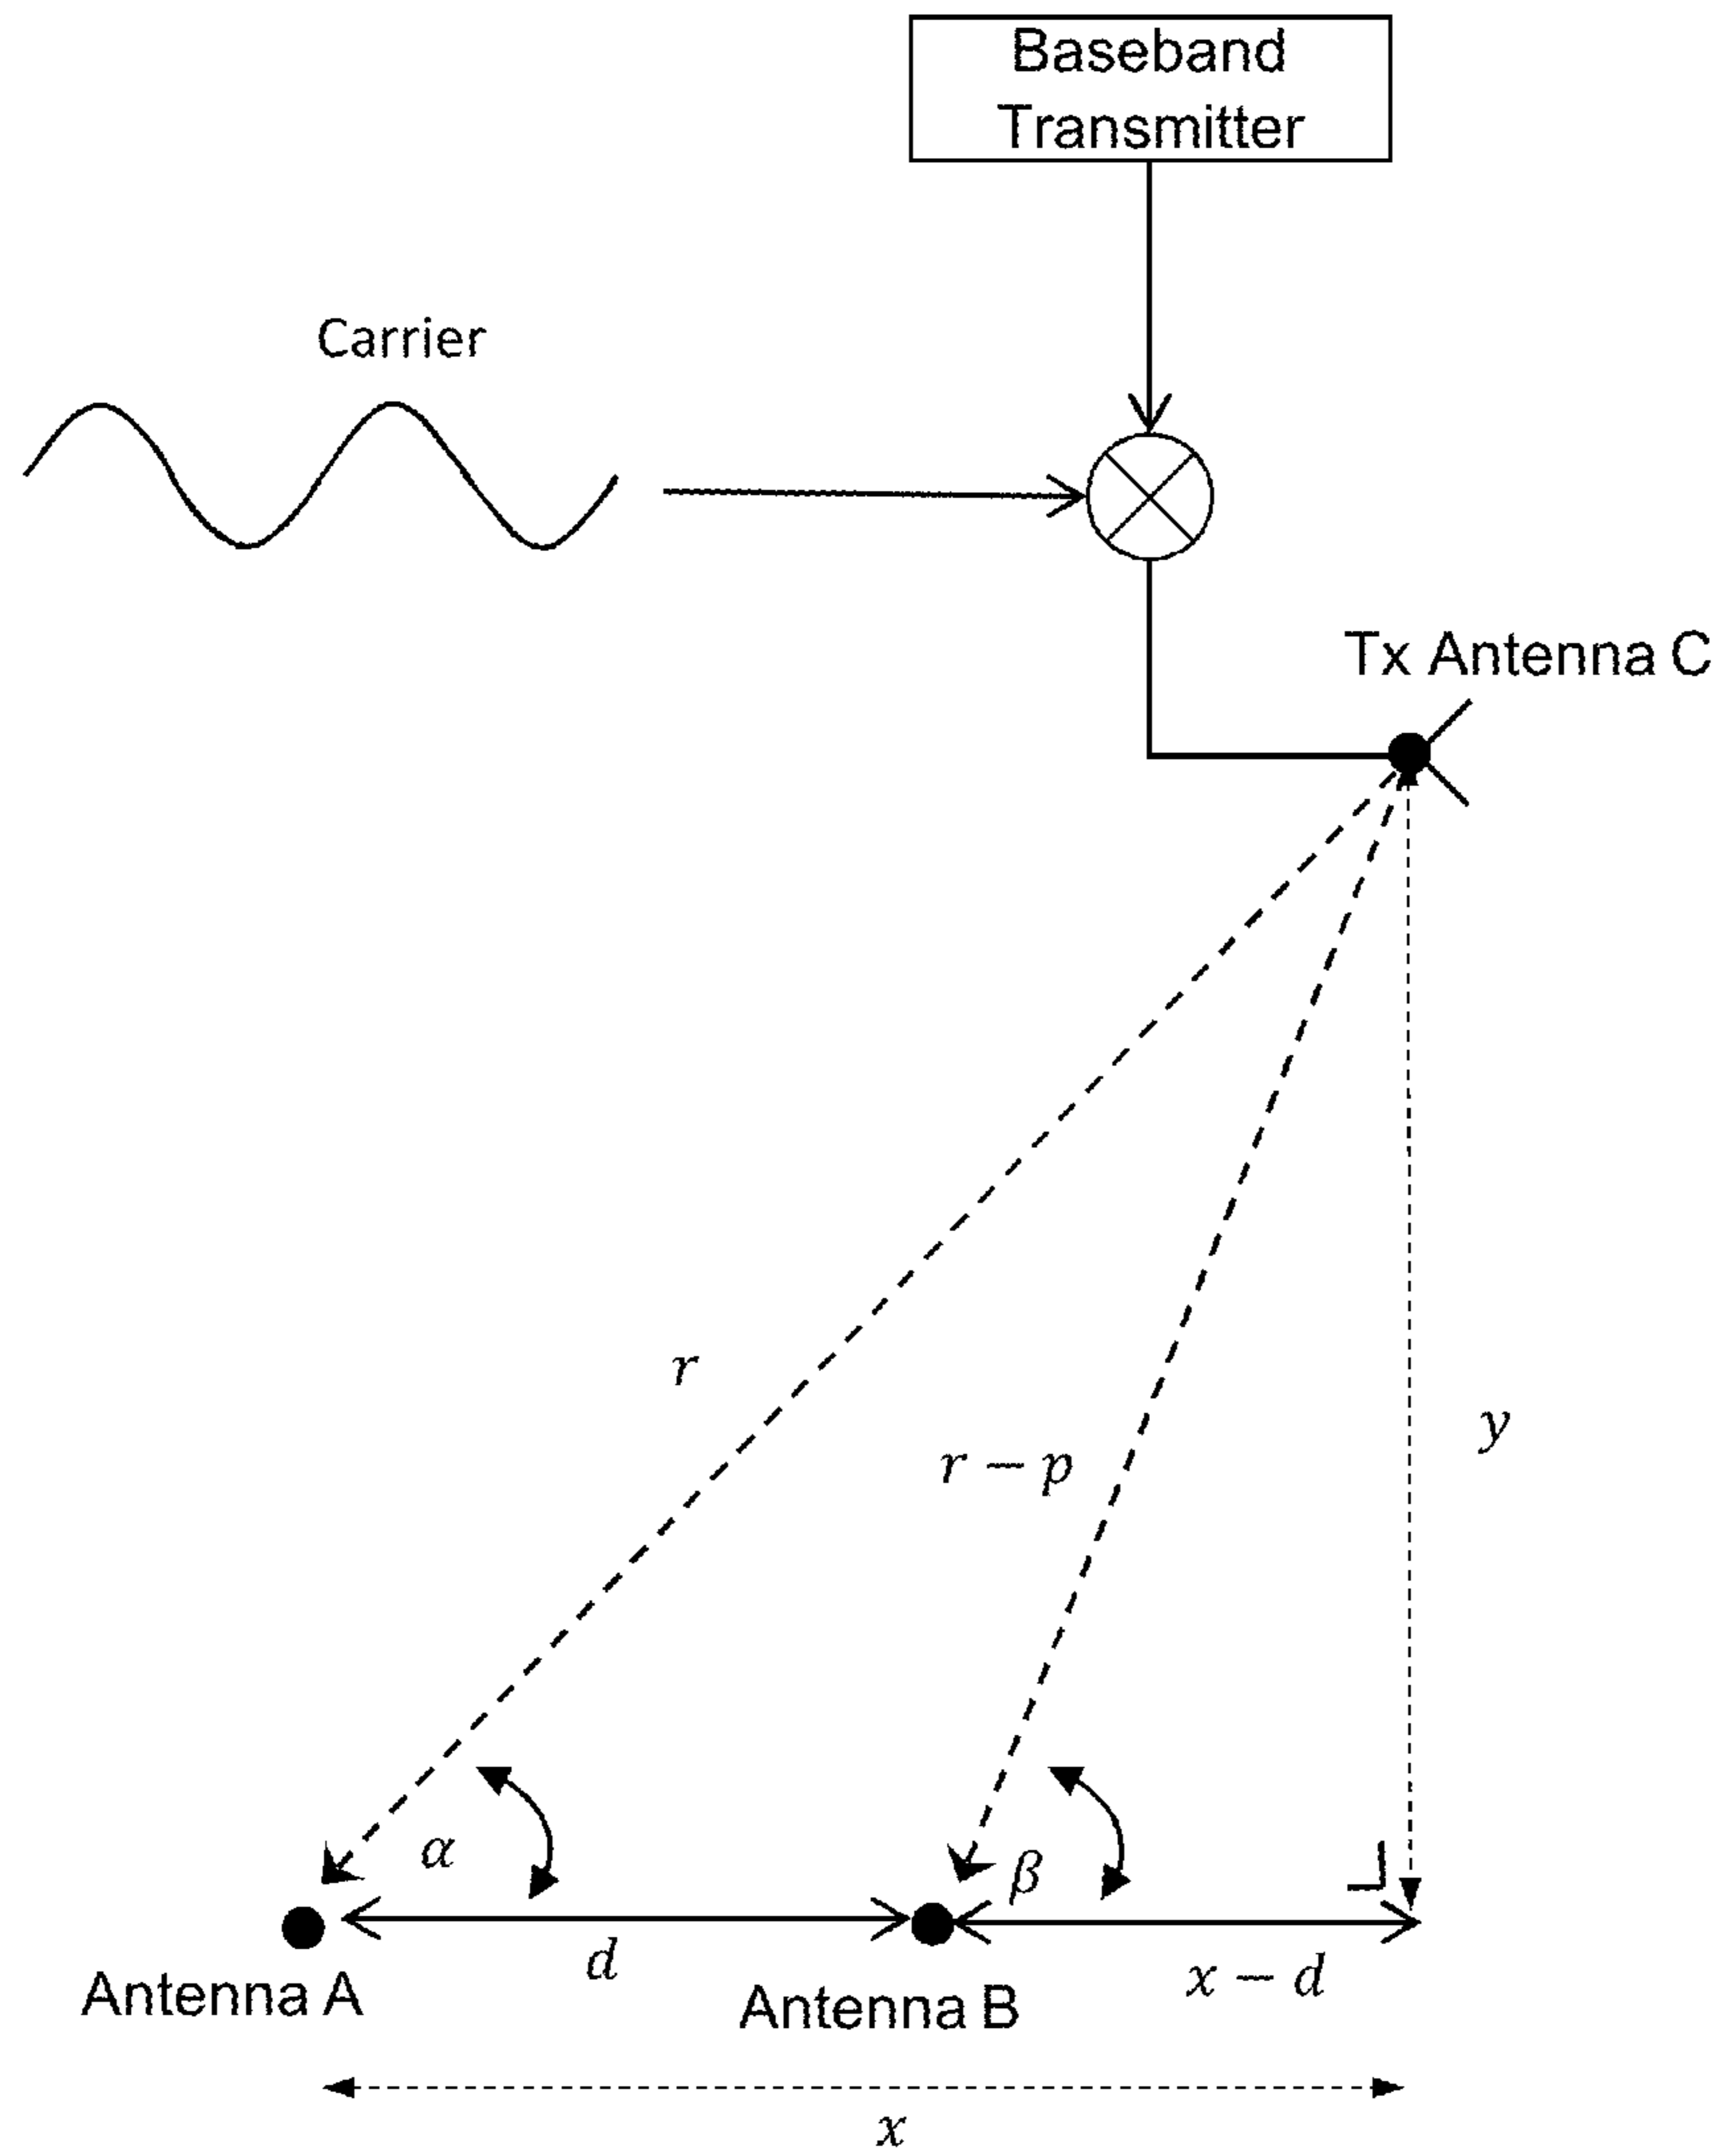 Baseband
Transmitter
Carrier
Tx Antenna C
r
y
r − p
α
β
d
x − d
Antenna A
Antenna B
x